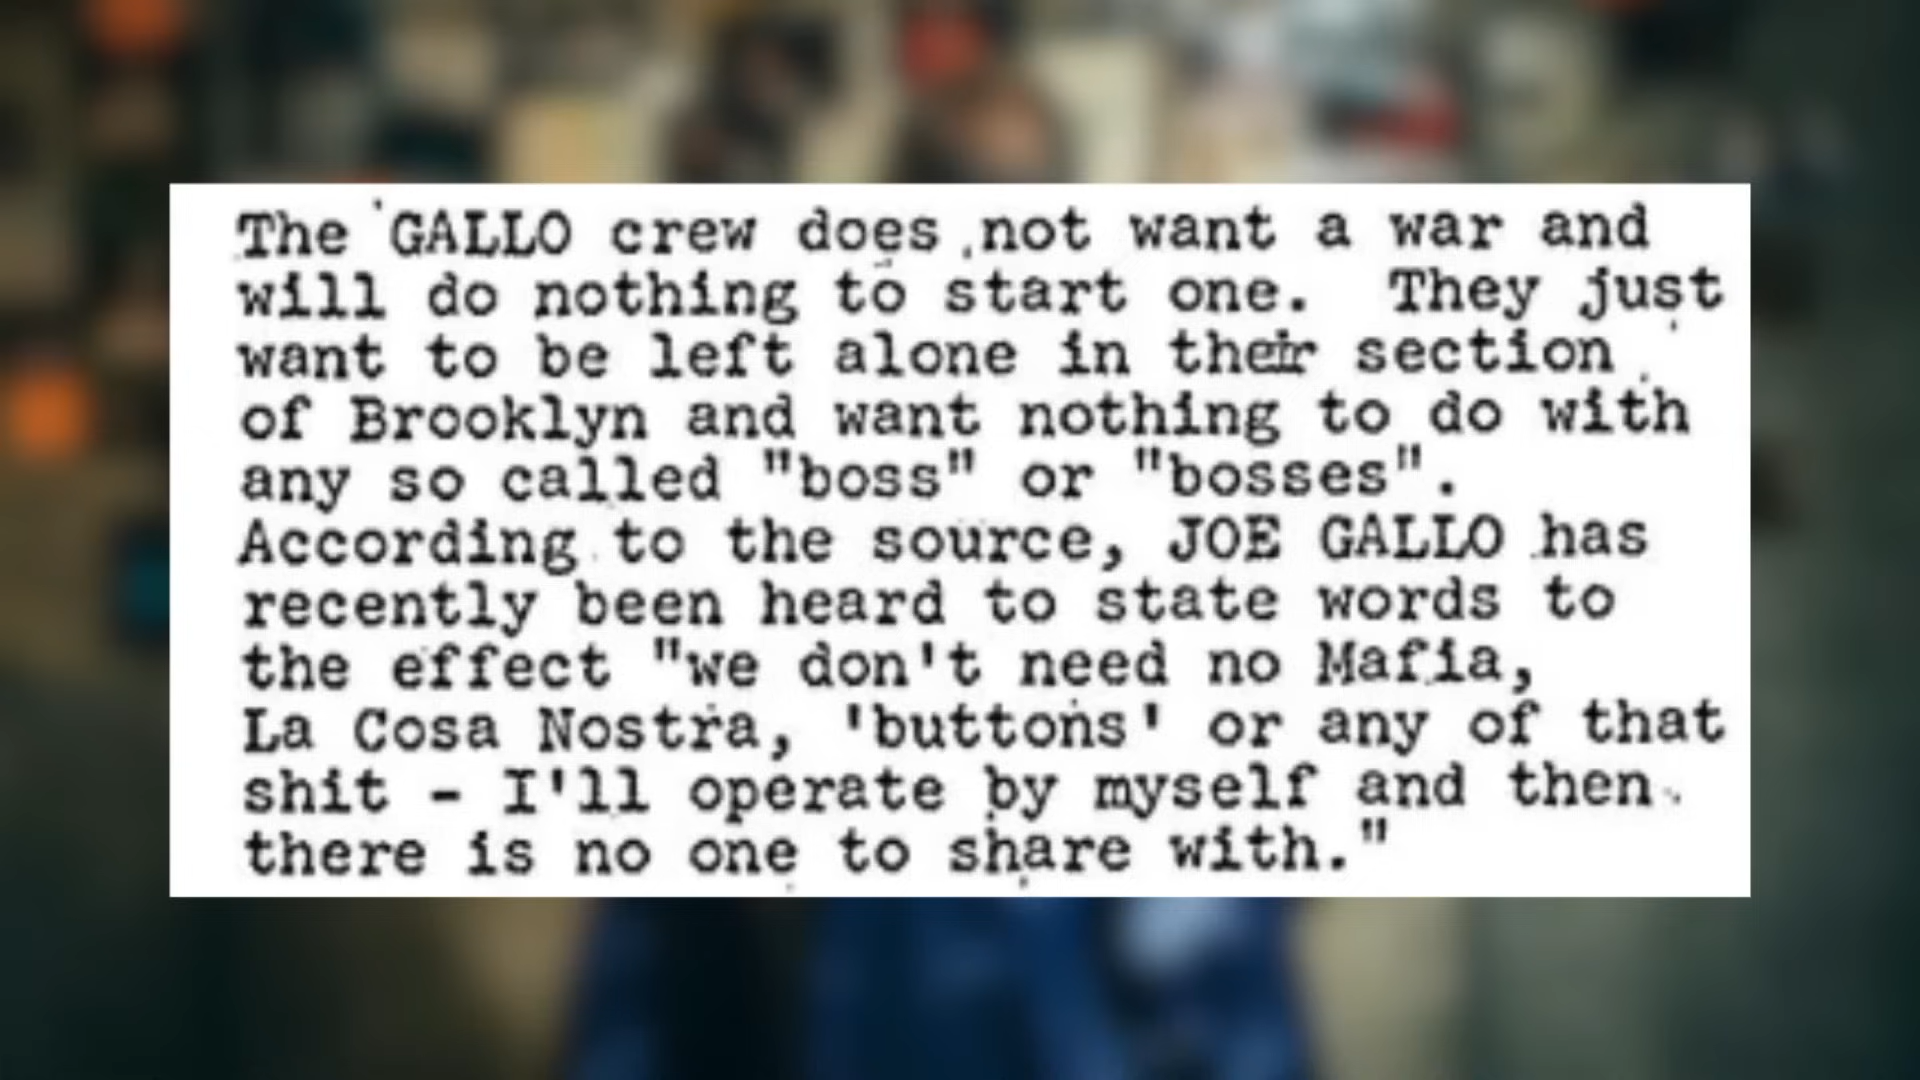 The GALLO crew does not want a war and
will do nothing to start one. They just
want to be left alone in their section
of Brooklyn and want nothing to do with
any so called "boss" or "bosses".
According to the source, JOE GALLO has
recently been heard to state words to
the effect "we don't need no Mafia,
La Cosa Nostra, 'buttons' or any of that
shit - I'll operate by myself and then
there is no one to share with."